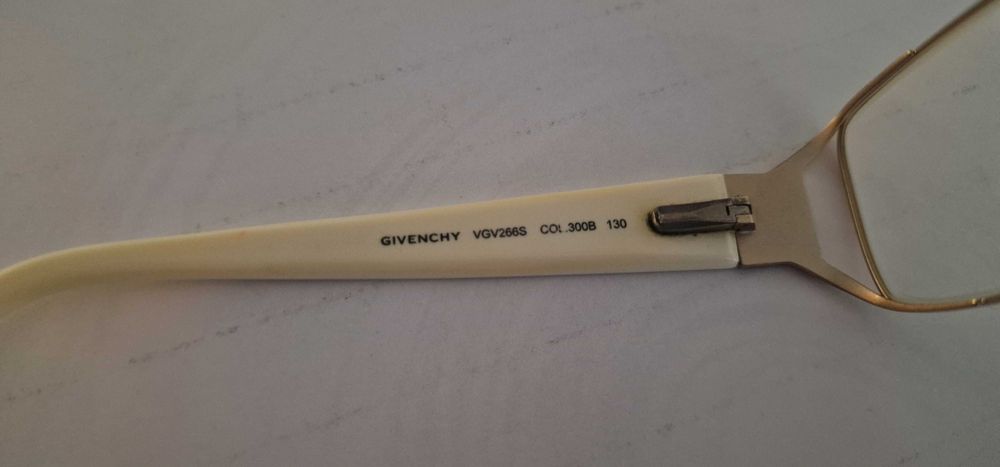 GIVENCHY VGV266S COL.300B 130